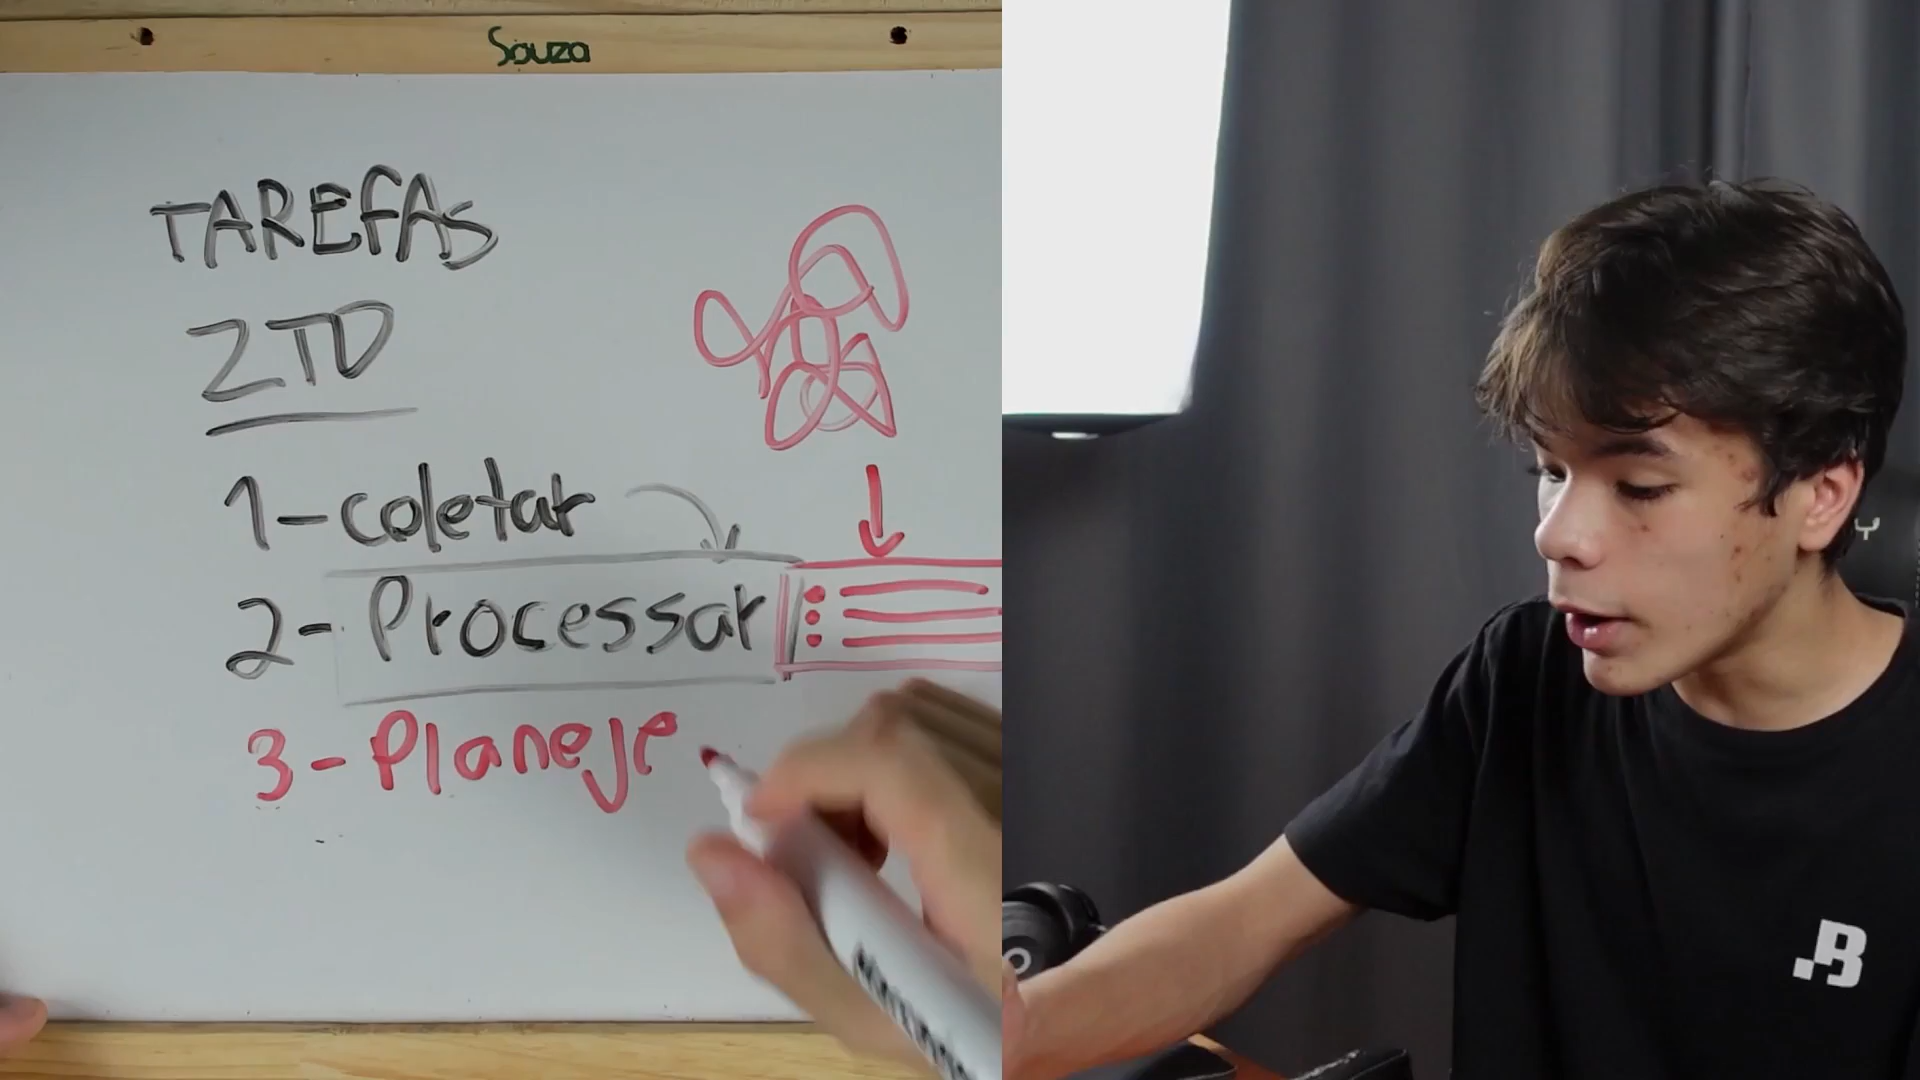 Souza
TAREFAS
ZTD
1-coletar
2-Processar
3-Planeje
B